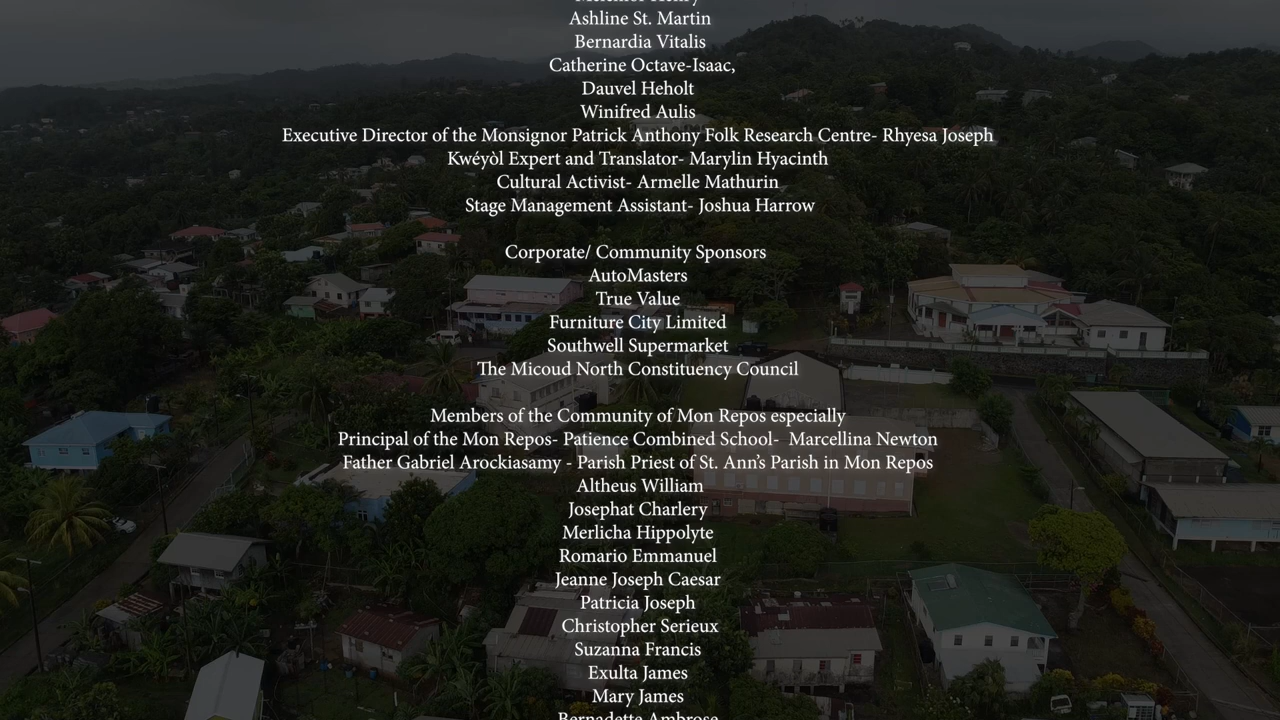 Ashline St. Martin
Bernardia Vitalis
Catherine Octave-Isaac,
Dauvel Heholt
Winifred Aulis
Executive Director of the Monsignor Patrick Anthony Folk Research Centre- Rhyesa Joseph
Kwéyòl Expert and Translator- Marylin Hyacinth
Cultural Activist- Armelle Mathurin
Stage Management Assistant- Joshua Harrow
Corporate/ Community Sponsors
AutoMasters
True Value
Furniture City Limited
Southwell Supermarket
The Micoud North Constituency Council
Members of the Community of Mon Repos especially
Principal of the Mon Repos- Patience Combined School-  Marcellina Newton
Father Gabriel Arockiasamy - Parish Priest of St. Ann’s Parish in Mon Repos
Altheus William
Josephat Charlery
Merlicha Hippolyte
Romario Emmanuel
Jeanne Joseph Caesar
Patricia Joseph
Christopher Serieux
Suzanna Francis
Exulta James
Mary James
Bernadette Ambrose